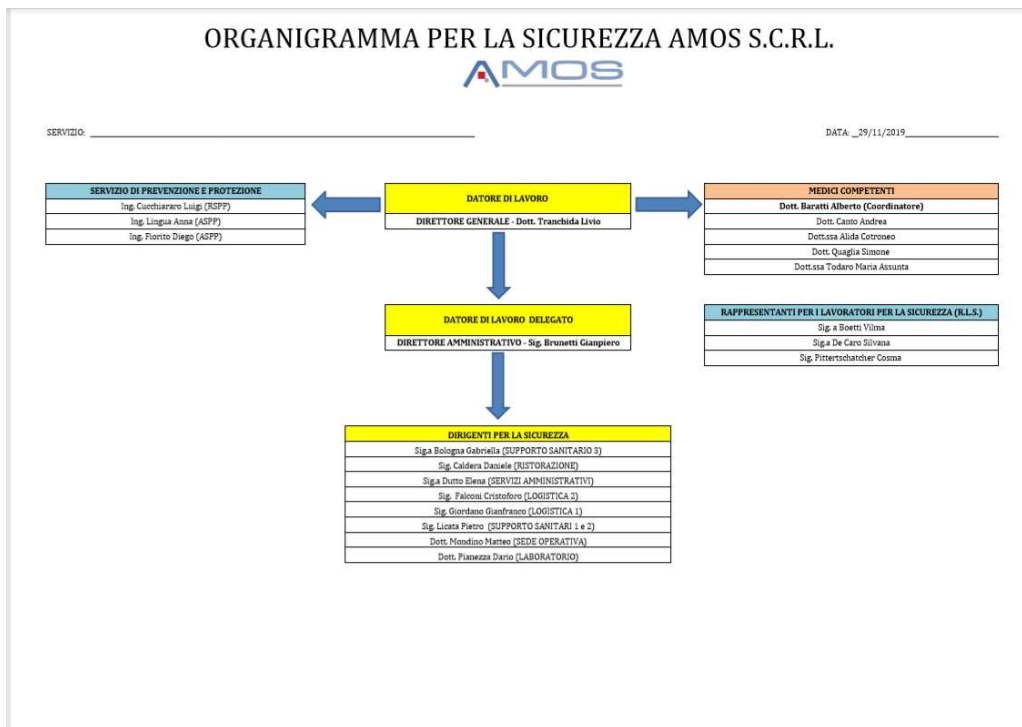 ORGANIGRAMMA PER LA SICUREZZA AMOS S.C.R.L.
AMOS
SERVIZIO: ____________________
DATA: _29/11/2019____________________
SERVIZIO DI PREVENZIONE E PROTEZIONE
Ing. Cucchiararo Luigi (RSPP)
Ing. Lingua Anna (ASPP)
Ing. Fiorito Diego (ASPP)
DATORE DI LAVORO
DIRETTORE GENERALE - Dott. Tranchida Livio
MEDICI COMPETENTI
Dott. Baratti Alberto (Coordinatore)
Dott. Canto Andrea
Dott.ssa Alida Cotroneo
Dott. Quaglia Simone
Dott.ssa Todaro Maria Assunta
DATORE DI LAVORO DELEGATO
DIRETTORE AMMINISTRATIVO - Sig. Brunetti Gianpiero
RAPPRESENTANTI PER I LAVORATORI PER LA SICUREZZA (R.L.S.)
Sig. a Boetti Vilma
Sig.a De Caro Silvana
Sig. Pittertschatcher Cosma
DIRIGENTI PER LA SICUREZZA
Sig.a Bologna Gabriella (SUPPORTO SANITARIO 3)
Sig. Caldera Daniele (RISTORAZIONE)
Sig.a Dutto Elena (SERVIZI AMMINISTRATIVI)
Sig. Falconi Cristoforo (LOGISTICA 2)
Sig. Giordano Gianfranco (LOGISTICA 1)
Sig. Licata Pietro (SUPPORTO SANITARI 1 e 2)
Dott. Mondino Matteo (SEDE OPERATIVA)
Dott. Pianezza Dario (LABORATORIO)